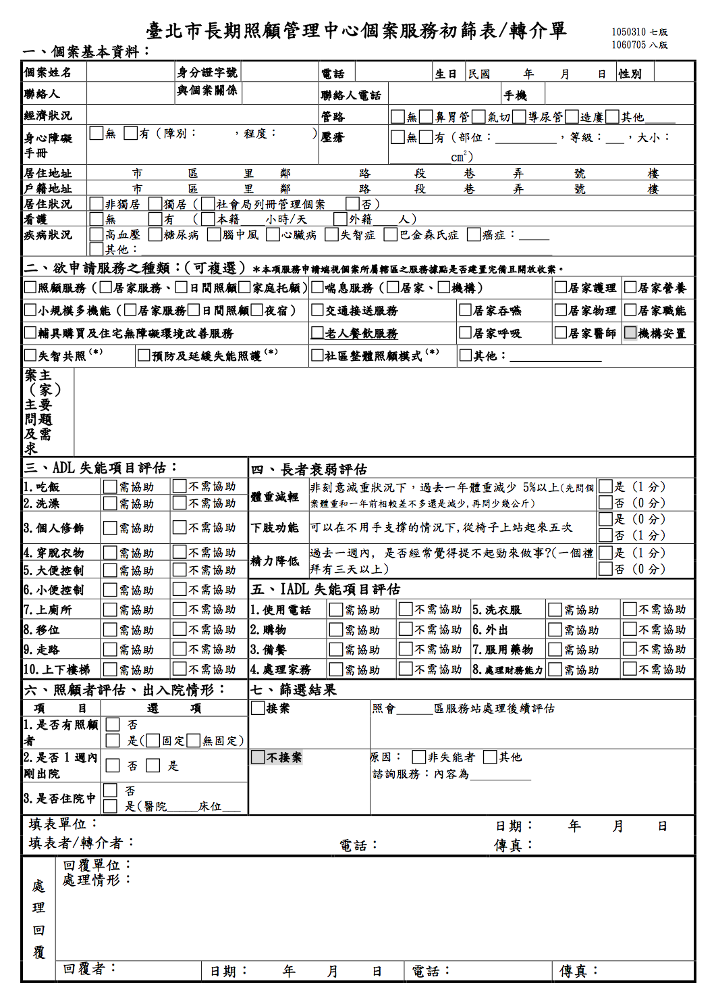 臺北市長期照顧管理中心個案服務初篩表/轉介單
1050310 七版
1060705 八版
一、個案基本資料：
個案姓名 身分證字號 電話 生日 民國 年 月 日 性別
聯絡人 與個案關係 聯絡人電話 手機
經濟狀況 管路 □無□鼻胃管□氣切□導尿管□造廔□其他_____
身心障礙手冊 □無 □有（障別： ，程度： ） 壓瘡 □無□有（部位：__________，等級：___，大小：
__________cm²）
居住地址 市 區 里 鄰 路 段 巷 弄 號 樓
戶籍地址 市 區 里 鄰 路 段 巷 弄 號 樓
居住狀況 □非獨居 □獨居（□社會局列冊管理個案 □否）
看護 □無 □有 （□本籍____小時/天 □外籍____人）
疾病狀況 □高血壓 □糖尿病 □腦中風 □心臟病 □失智症 □巴金森氏症 □癌症：_____
□其他：
二、欲申請服務之種類：(可複選）＊本項服務申請端視個案所屬轄區之服務據點是否建置完備且開放收案。
□照顧服務（□居家服務、□日間照顧□家庭托顧） □喘息服務（□居家、□機構） □居家護理 □居家營養
□小規模多機能（□居家服務□日間照顧□夜宿） □交通接送服務 □居家吞嚥 □居家物理 □居家職能
□輔具購買及住宅無障礙環境改善服務 □老人餐飲服務 □居家呼吸 □居家醫師 □機構安置
□失智共照(*) □預防及延緩失能照護(*) □社區整體照顧模式(*) □其他：_______________
案主
（家）
主要
問題
及需
求
三、ADL 失能項目評估： 四、長者衰弱評估
1.吃飯 □需協助 □不需協助
2.洗澡 □需協助 □不需協助
3.個人修飾 □需協助 □不需協助
4.穿脫衣物 □需協助 □不需協助
5.大便控制 □需協助 □不需協助
6.小便控制 □需協助 □不需協助
7.上廁所 □需協助 □不需協助
8.移位 □需協助 □不需協助
9.走路 □需協助 □不需協助
10.上下樓梯 □需協助 □不需協助
體重減輕 非刻意減重狀況下，過去一年體重減少 5%以上(先問個 □是（1 分）
案體重和一年前相較差不多還是減少,再問少幾公斤） □否（0 分）
下肢功能 可以在不用手支撐的情況下,從椅子上站起來五次 □是（0 分）
□否（1 分）
精力降低 過去一週內, 是否經常覺得提不起勁來做事?(一個禮 □是（1 分）
拜有三天以上) □否（0 分）
五、IADL 失能項目評估
1.使用電話 □需協助 □不需協助 5.洗衣服 □需協助 □不需協助
2.購物 □需協助 □不需協助 6.外出 □需協助 □不需協助
3.備餐 □需協助 □不需協助 7.服用藥物 □需協助 □不需協助
4.處理家務 □需協助 □不需協助 8.處理財務能力 □需協助 □不需協助
六、照顧者評估、出入院情形： 七、篩選結果
項 目 選 項
1.是否有照顧者 □ 否
□ 是(□固定□無固定)
2.是否 1 週內剛出院 □ 否 □ 是
3.是否住院中 □ 否
□ 是(醫院_____床位___
□接案 照會______區服務站處理後續評估
□不接案 原因： □非失能者 □其他
諮詢服務：內容為__________
填表單位： 日期： 年 月 日
填表者/轉介者： 電話： 傳真：
處理回覆
回覆單位：
處理情形：
回覆者： 日期： 年 月 日 電話： 傳真：